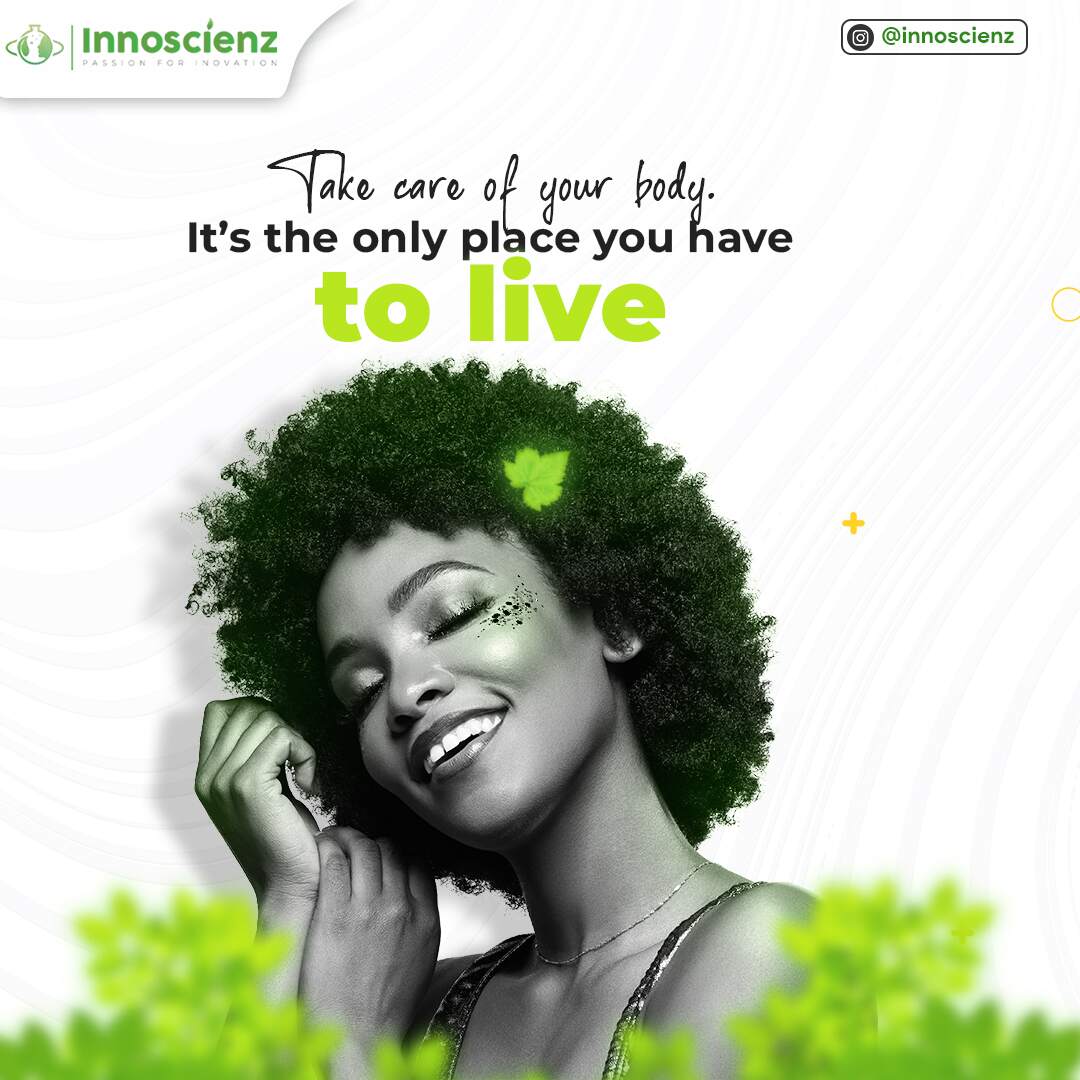 Innoscienz
PASSION FOR INOVATION
@innoscienz
Take care of your body.
It's the only place you have
to live